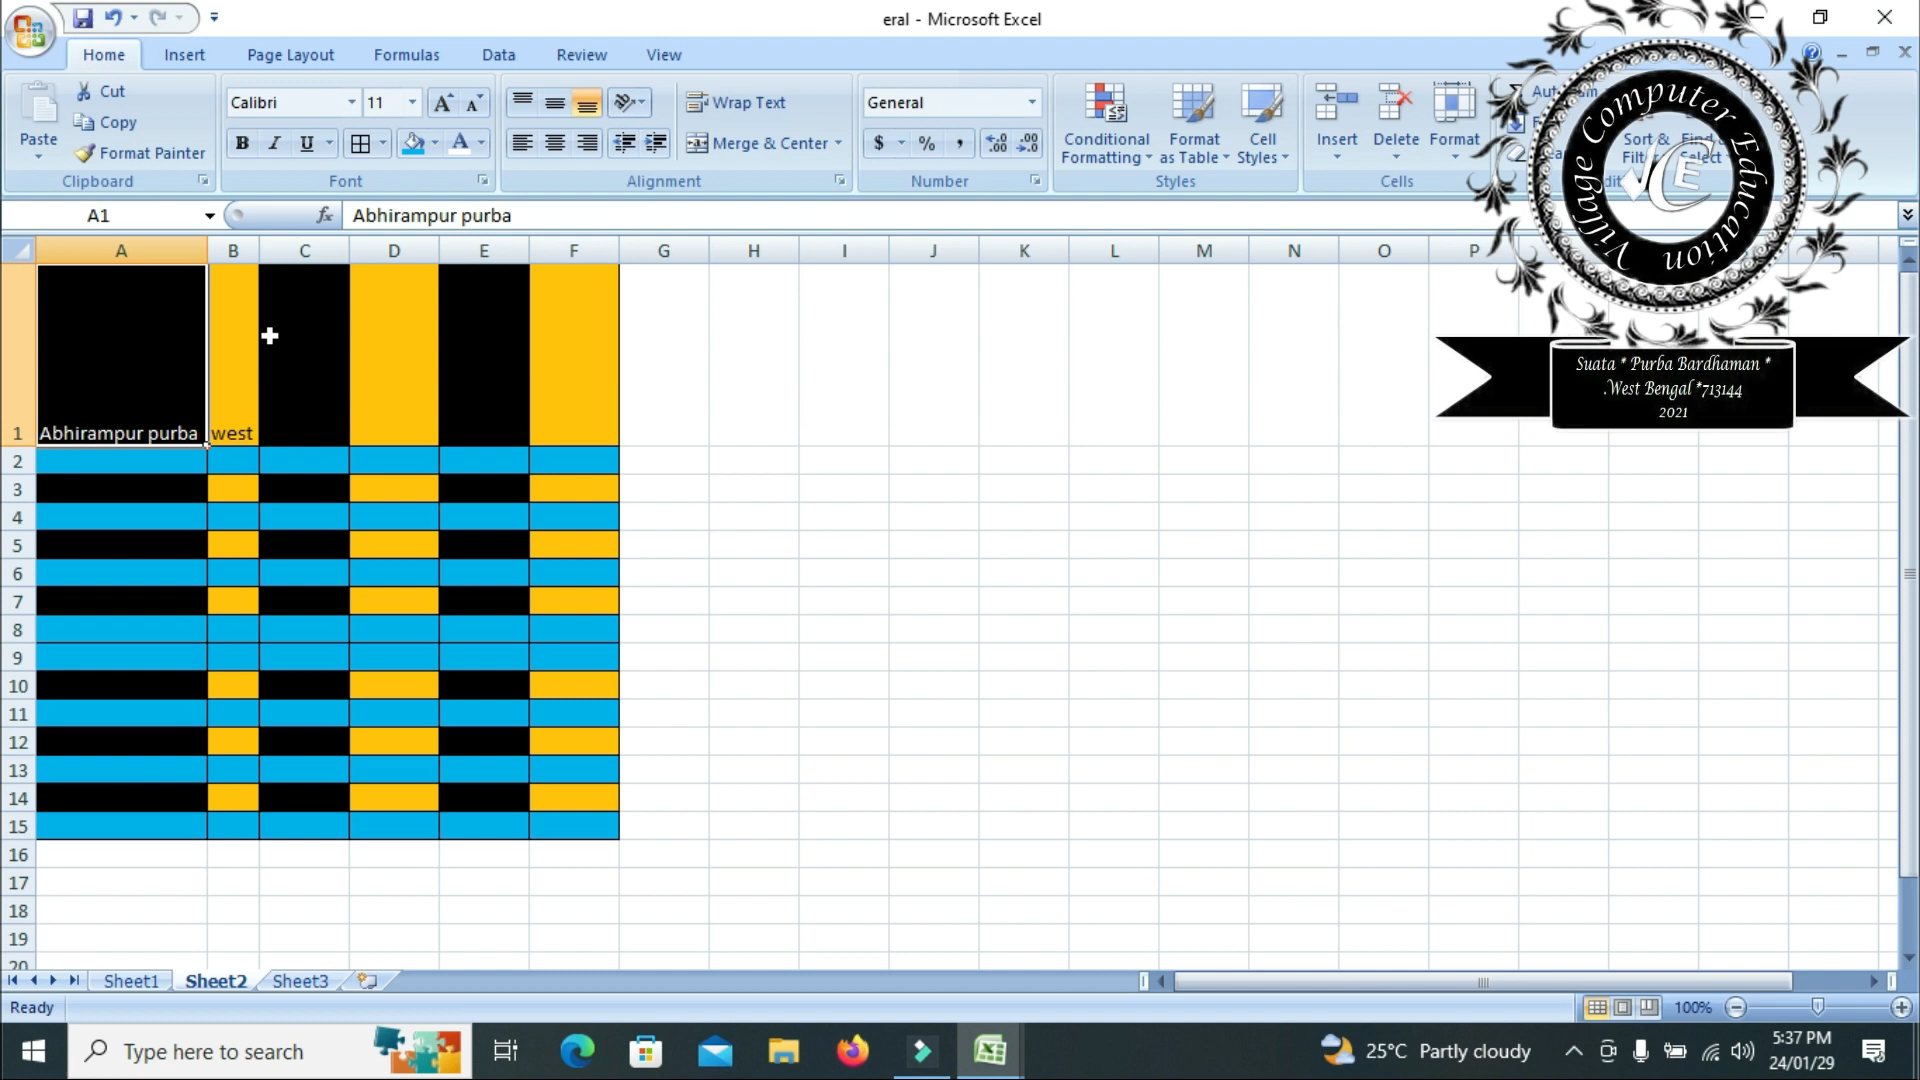 eral - Microsoft Excel
Home Insert Page Layout Formulas Data Review View
Paste
Cut
Copy
Format Painter
Clipboard
Calibri 11
B I U A
Font
Wrap Text
Merge & Center
Alignment
General
$ % ,
Number
Conditional Formatting
Format as Table
Cell Styles
Styles
Insert Delete Format
Cells
Sort &
Village Computer Education
Suata * Purba Bardhaman *
.West Bengal *713144
2021
A1 fx Abhirampur purba
A B C D E F G H I J K L M N O P
1 Abhirampur purba west
2
3
4
5
6
7
8
9
10
11
12
13
14
15
16
17
18
19
20
Sheet1 Sheet2 Sheet3
Ready 100%
Type here to search
25°C Partly cloudy
5:37 PM
24/01/29